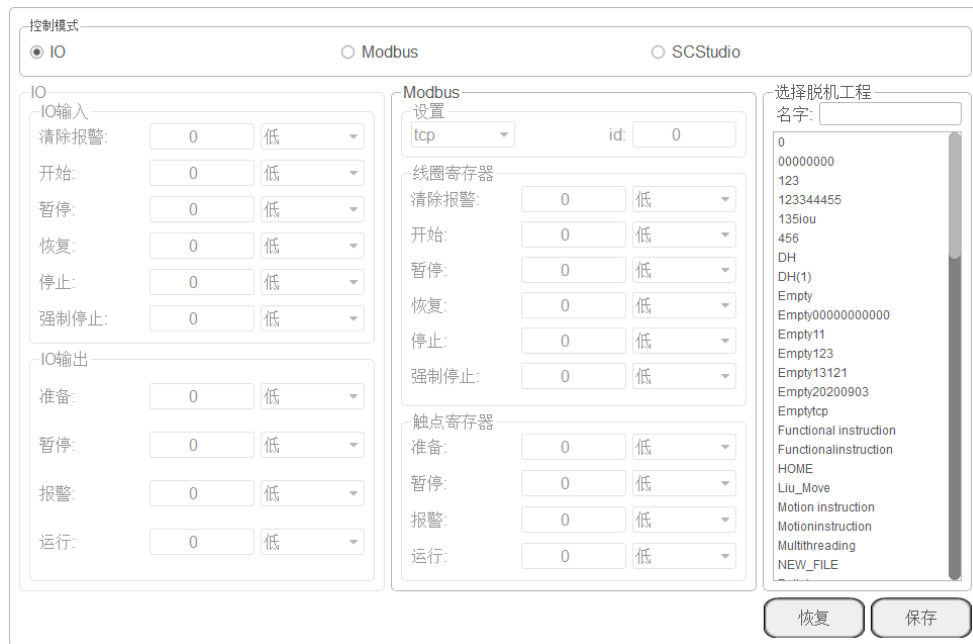 控制模式
IO Modbus SCStudio
IO
IO输入
清除报警: 0 低
开始: 0 低
暂停: 0 低
恢复: 0 低
停止: 0 低
强制停止: 0 低
IO输出
准备: 0 低
暂停: 0 低
报警: 0 低
运行: 0 低
Modbus
设置
tcp id: 0
线圈寄存器
清除报警: 0 低
开始: 0 低
暂停: 0 低
恢复: 0 低
停止: 0 低
强制停止: 0 低
触点寄存器
准备: 0 低
暂停: 0 低
报警: 0 低
运行: 0 低
选择脱机工程
名字:
0
00000000
123
123344455
135iou
456
DH
DH(1)
Empty
Empty00000000000
Empty11
Empty123
Empty13121
Empty20200903
Emptytcp
Functional instruction
Functionalinstruction
HOME
Liu_Move
Motion instruction
Motioninstruction
Multithreading
NEW_FILE
恢复 保存